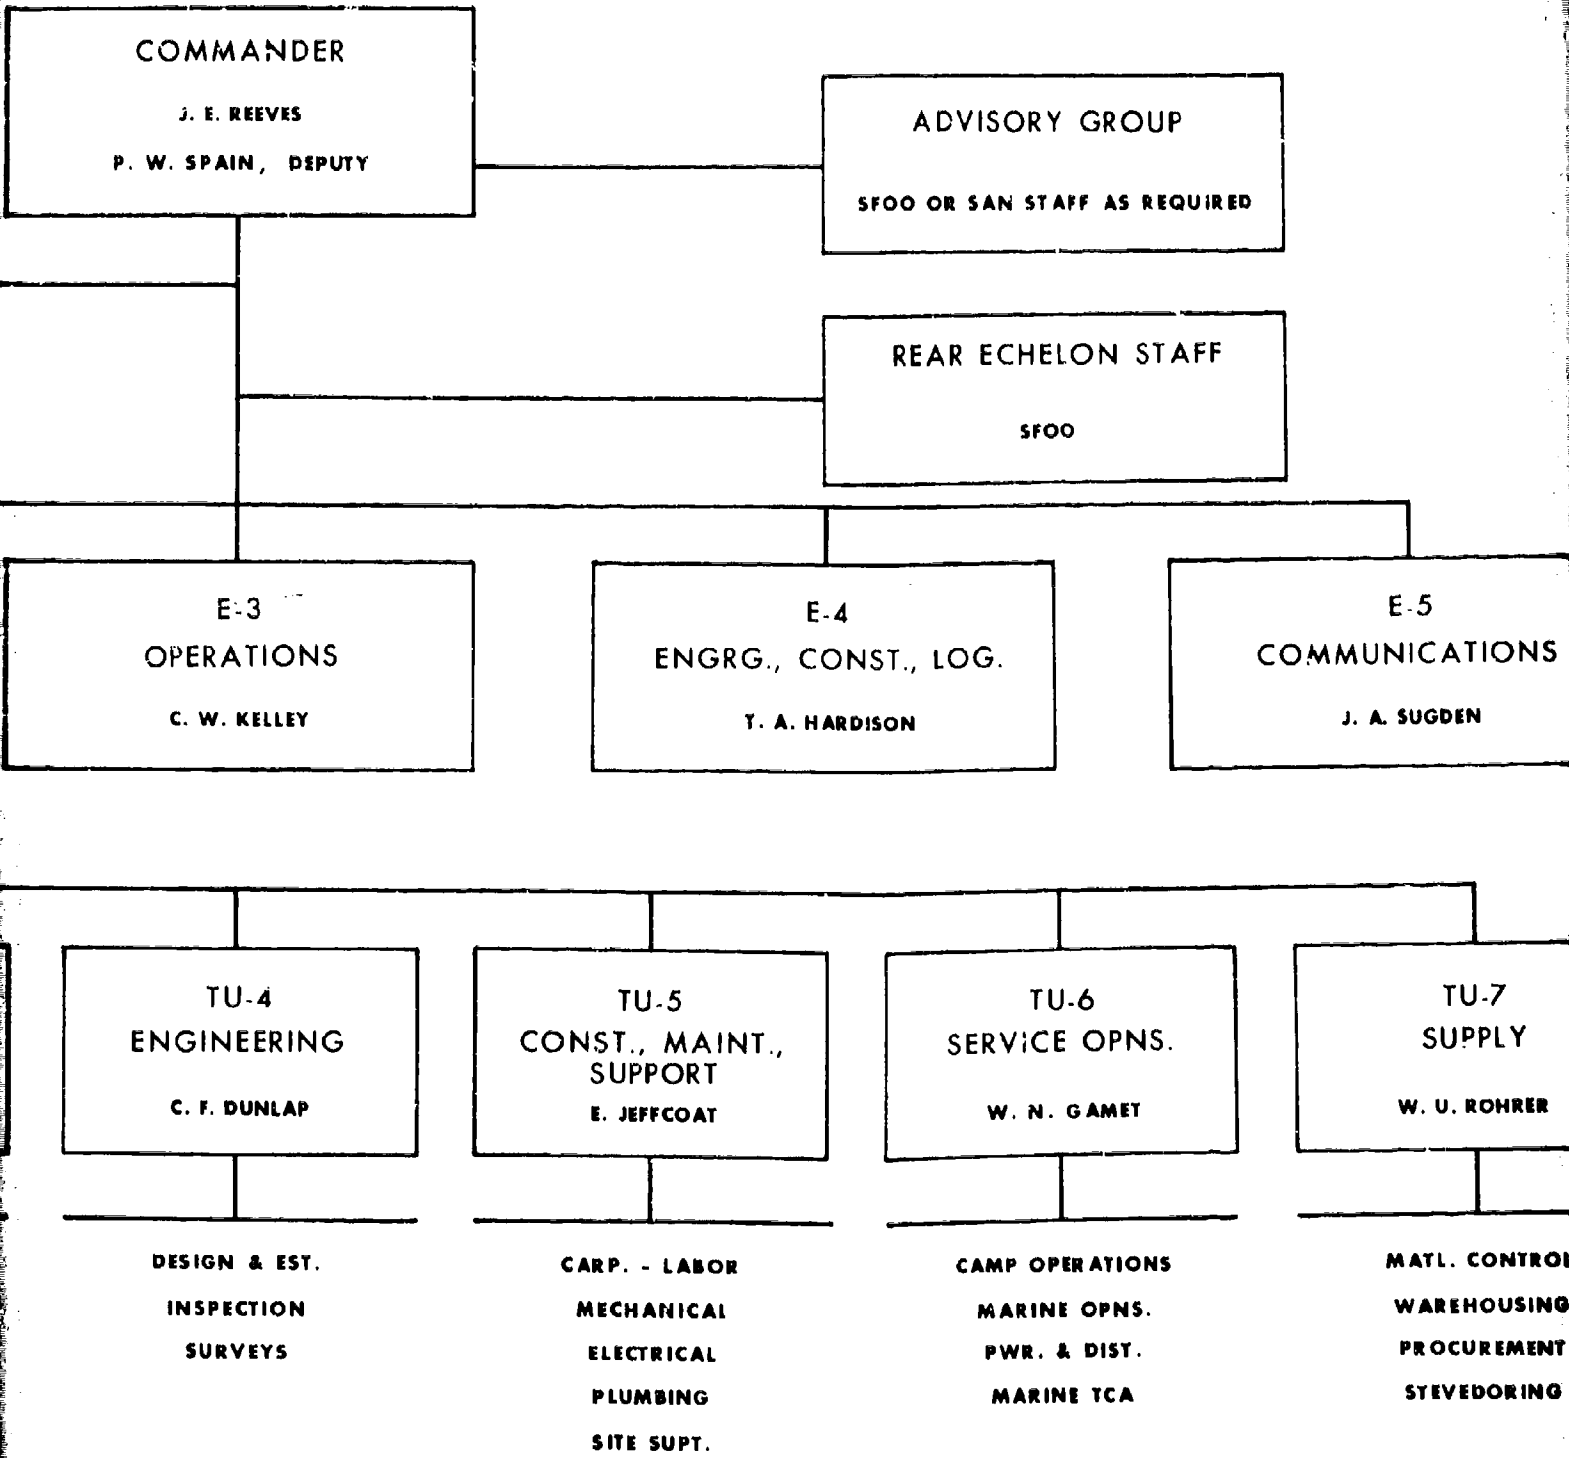 COMMANDER
J. E. REEVES
P. W. SPAIN, DEPUTY
ADVISORY GROUP
SFOO OR SAN STAFF AS REQUIRED
REAR ECHELON STAFF
SFOO
E-3
OPERATIONS
C. W. KELLEY
E-4
ENGRG., CONST., LOG.
T. A. HARDISON
E-5
COMMUNICATIONS
J. A. SUGDEN
TU-4
ENGINEERING
C. F. DUNLAP
TU-5
CONST., MAINT.,
SUPPORT
E. JEFFCOAT
TU-6
SERVICE OPNS.
W. N. GAMET
TU-7
SUPPLY
W. U. ROHRER
DESIGN & EST.
INSPECTION
SURVEYS
CARP. - LABOR
MECHANICAL
ELECTRICAL
PLUMBING
SITE SUPT.
CAMP OPERATIONS
MARINE OPNS.
PWR. & DIST.
MARINE TCA
MATL. CONTROL
WAREHOUSING
PROCUREMENT
STEVEDORING